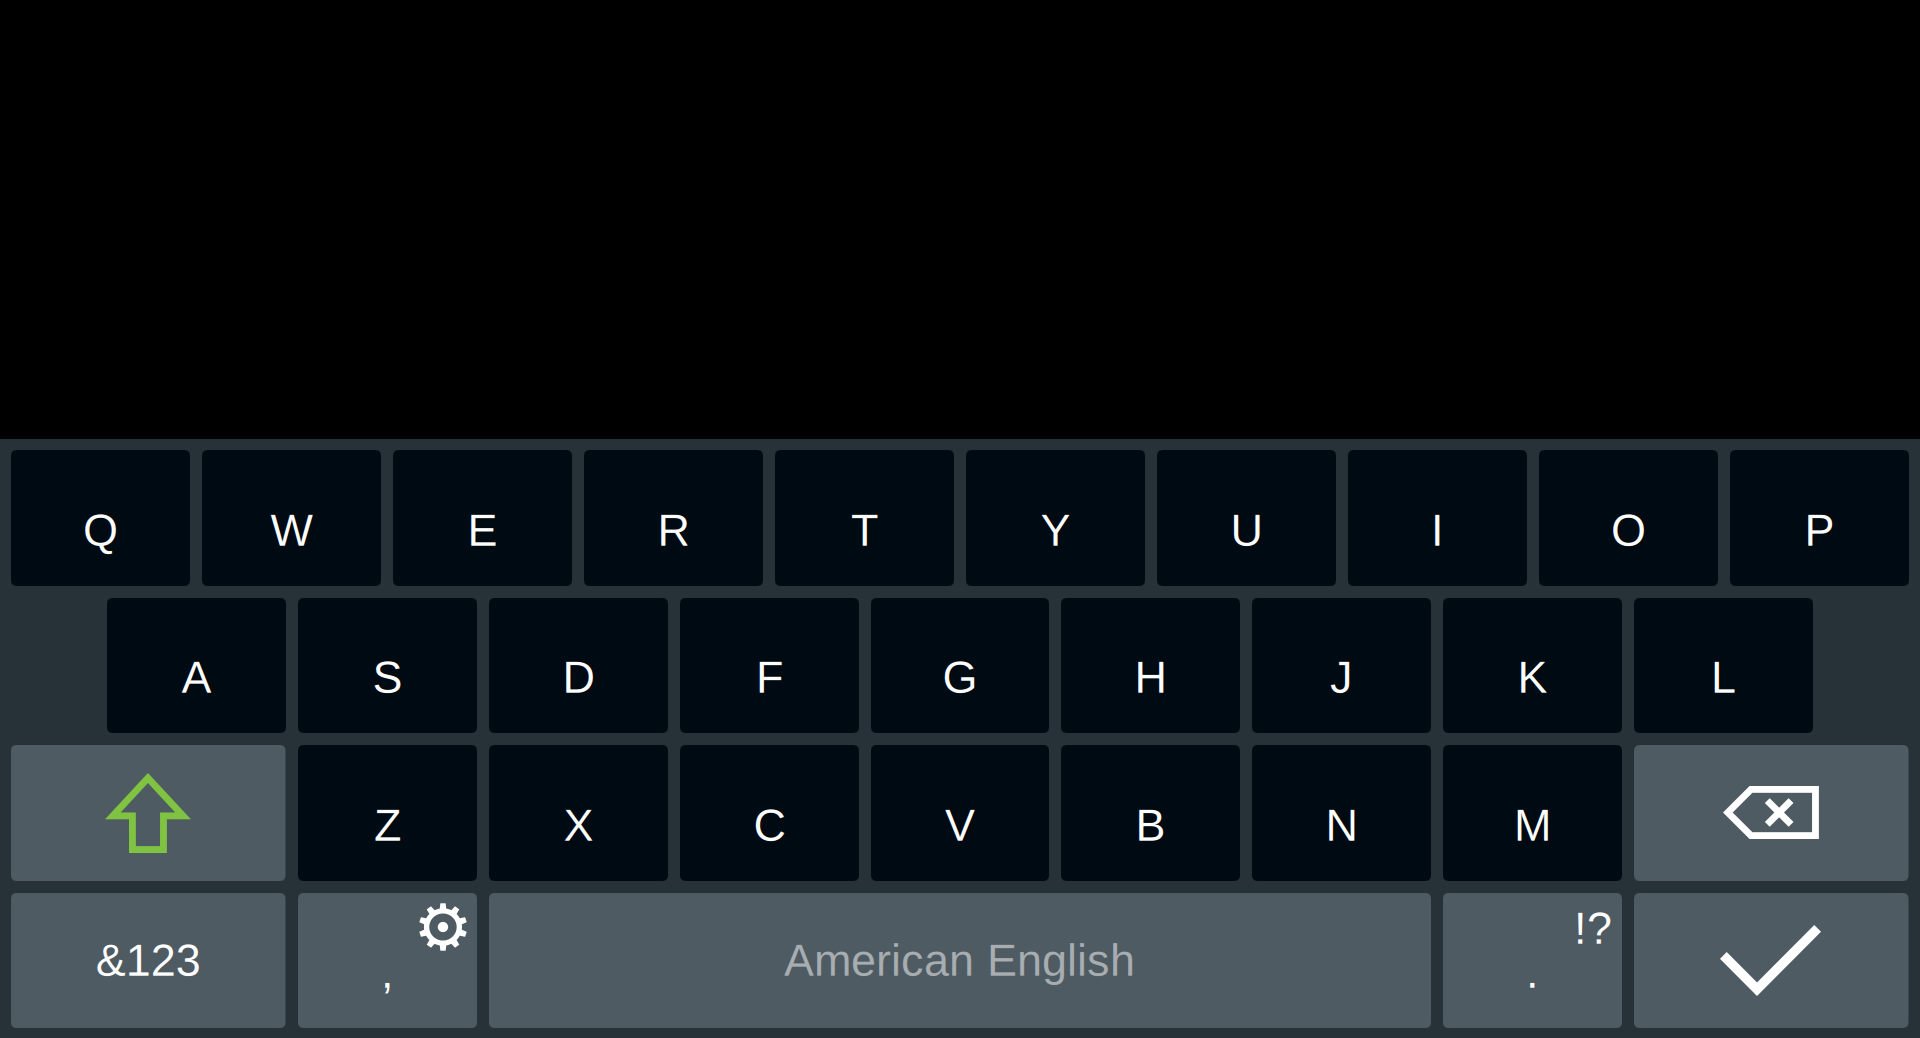 Q W E R T Y U I O P
A S D F G H J K L
Z X C V B N M
&123 , American English . !?